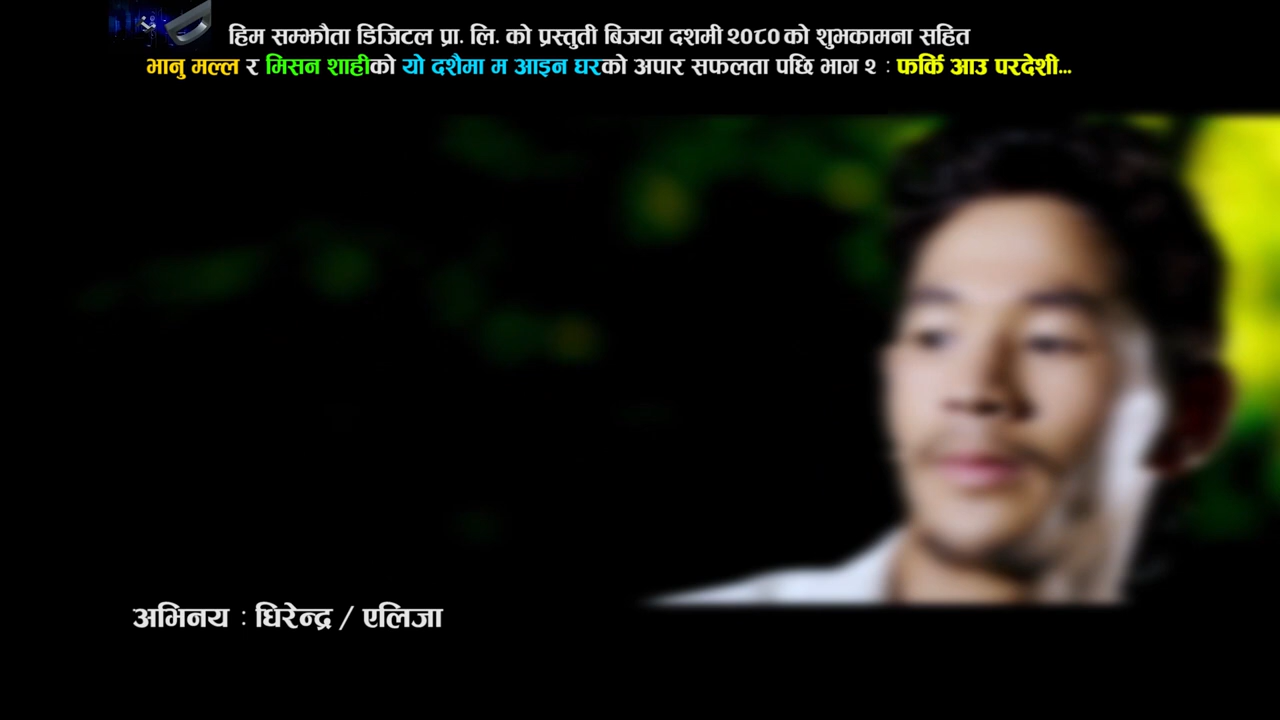 हिम सम्झौता डिजिटल प्रा. लि. को प्रस्तुती बिजया दशमी २०८० को शुभकामना सहित
भानु मल्ल र मिसन शाहीको यो दशैमा म आइन घरको अपार सफलता पछि भाग २ : फर्कि आउ परदेशी...
अभिनय : धिरेन्द्र / एलिजा